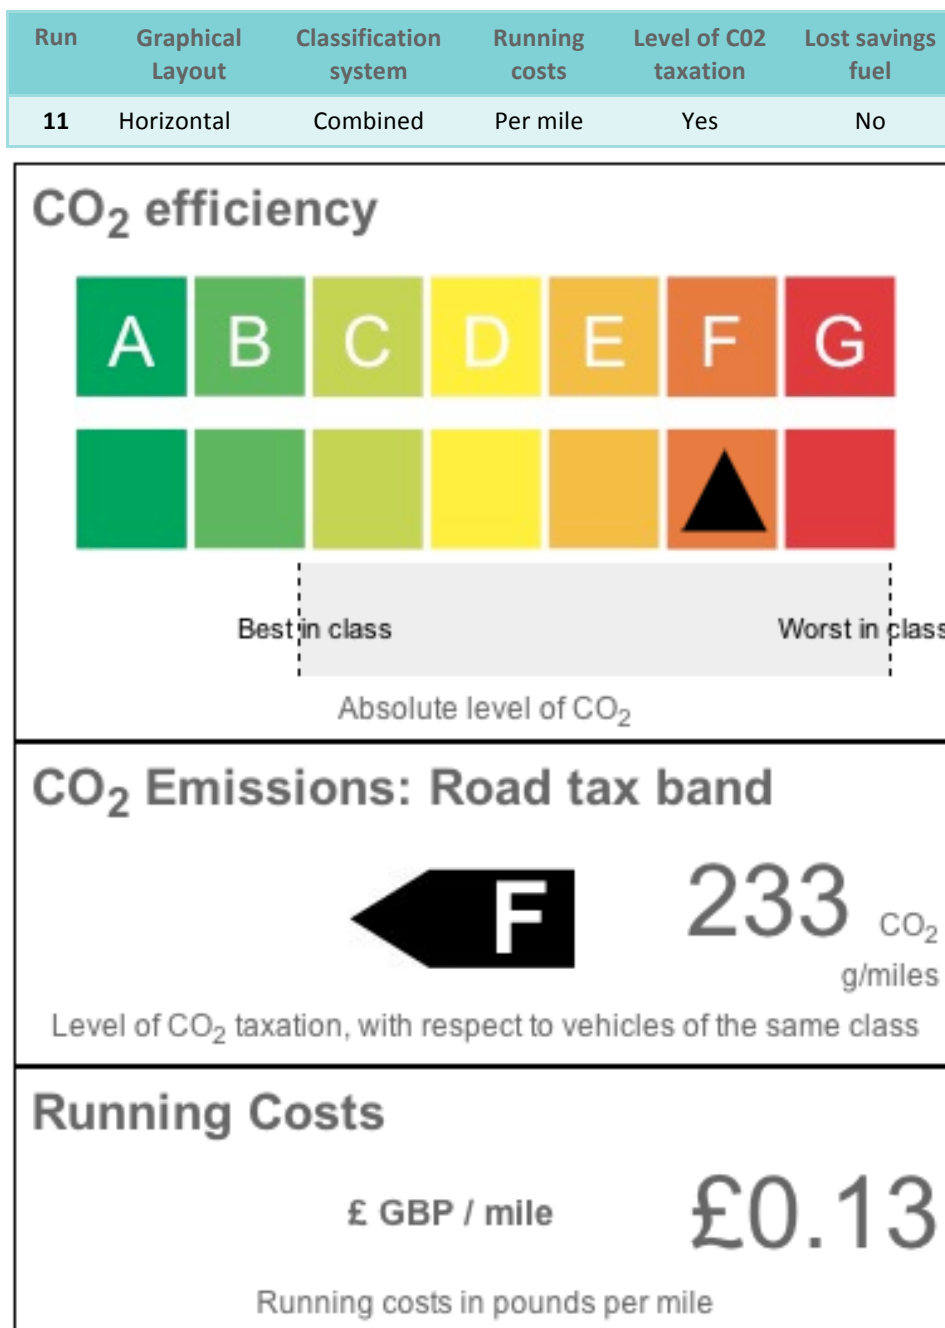 Run Graphical Layout Classification system Running costs Level of C02 taxation Lost savings fuel
11 Horizontal Combined Per mile Yes No
CO₂ efficiency
A B C D E F G
Best in class Worst in class
Absolute level of CO₂
CO₂ Emissions: Road tax band
F 233 CO₂
g/miles
Level of CO₂ taxation, with respect to vehicles of the same class
Running Costs
£ GBP / mile £0.13
Running costs in pounds per mile